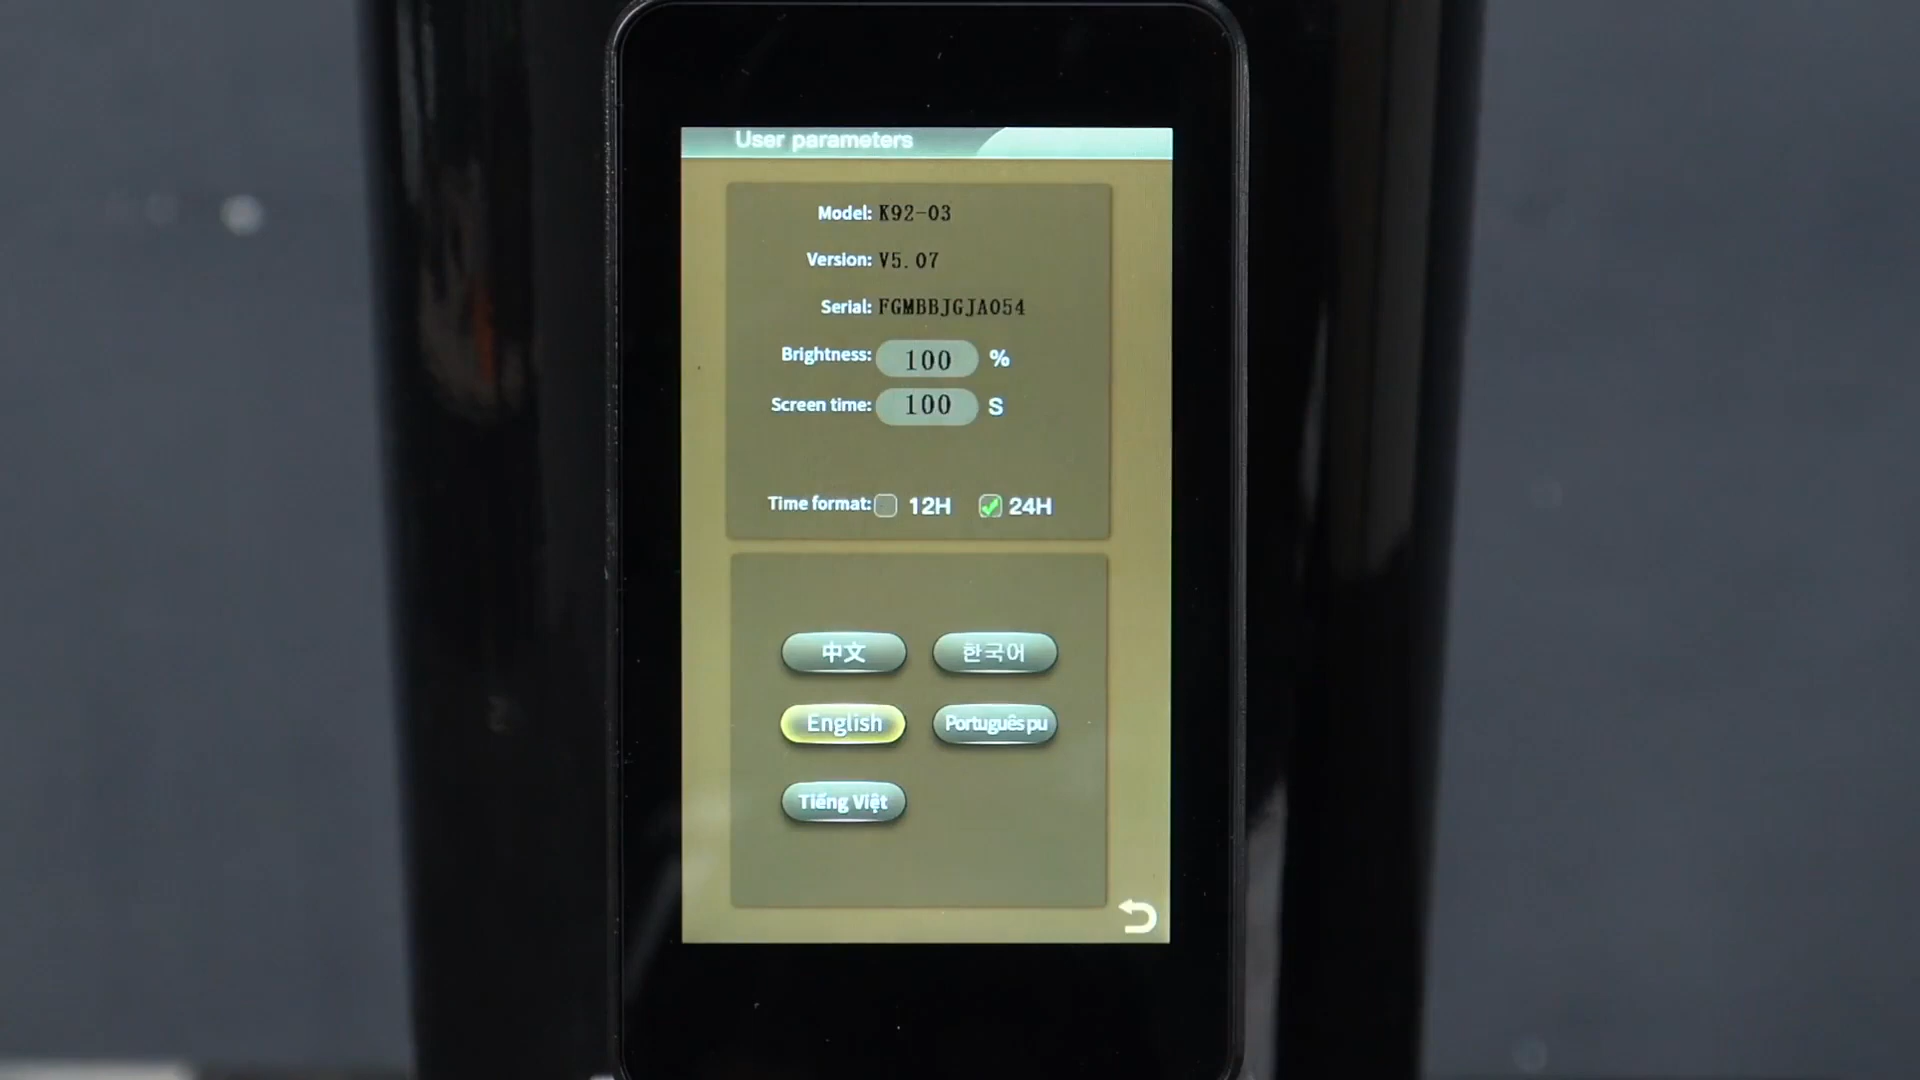 User parameters
Model: K92-03
Version: V5.07
Serial: FGMBBJGJA054
Brightness: 100 %
Screen time: 100 S
Time format: 12H 24H
中文 한국어
English Português pu
Tiếng Việt